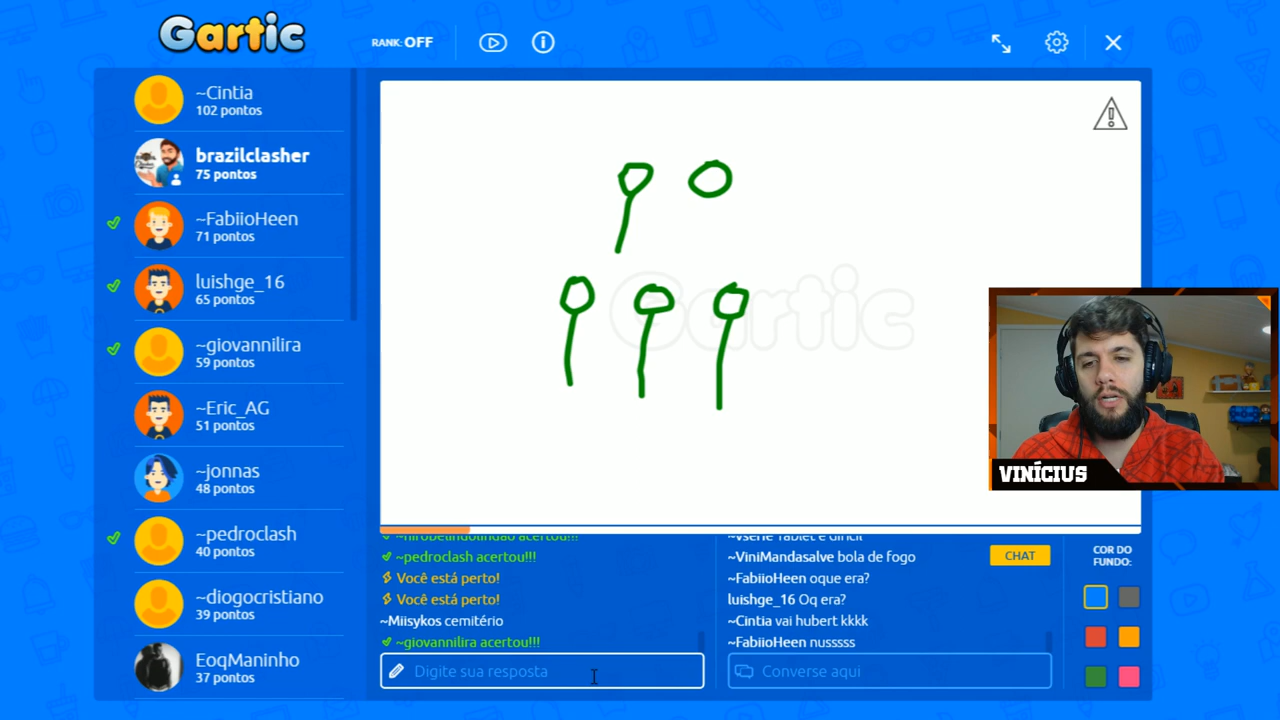 Gartic
RANK: OFF
~Cintia
102 pontos
brazilclasher
75 pontos
~FabiioHeen
71 pontos
luishge_16
65 pontos
~giovannilira
59 pontos
~Eric_AG
51 pontos
~jonnas
48 pontos
~pedroclash
40 pontos
~diogocristiano
39 pontos
EoqManinho
37 pontos
Gartic
VINÍCIUS
~pedroclash acertou!!!
Você está perto!
Você está perto!
~Miisykos cemitério
~giovannilira acertou!!!
Digite sua resposta
~ViniMandasalve bola de fogo
~FabiioHeen oque era?
luishge_16 Oq era?
~Cintia vai hubert kkkk
~FabiioHeen nusssss
Converse aqui
CHAT
COR DO
FUNDO: